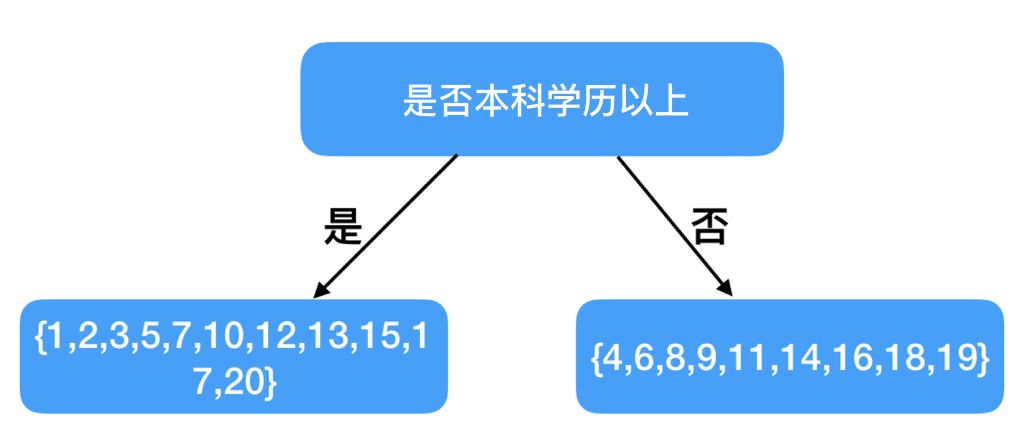 是否本科学历以上
是
否
{1,2,3,5,7,10,12,13,15,1
7,20}
{4,6,8,9,11,14,16,18,19}